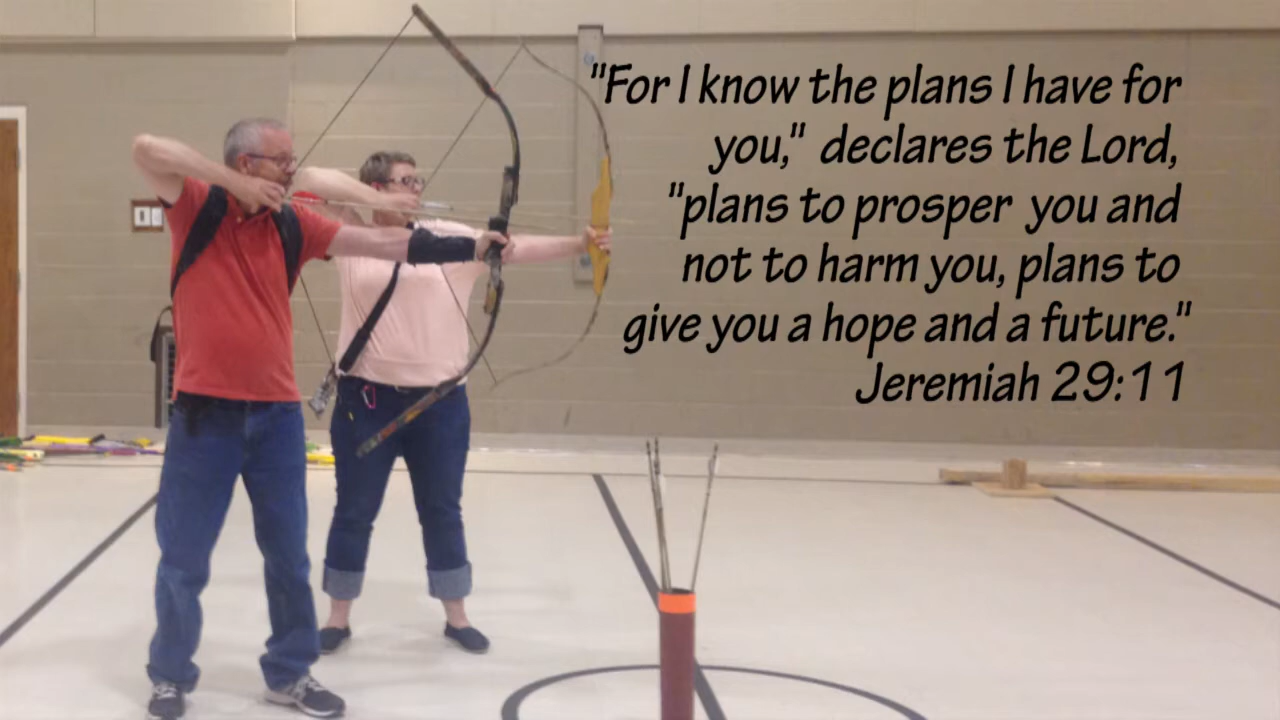 "For I know the plans I have for
you," declares the Lord,
"plans to prosper you and
not to harm you, plans to
give you a hope and a future."
Jeremiah 29:11